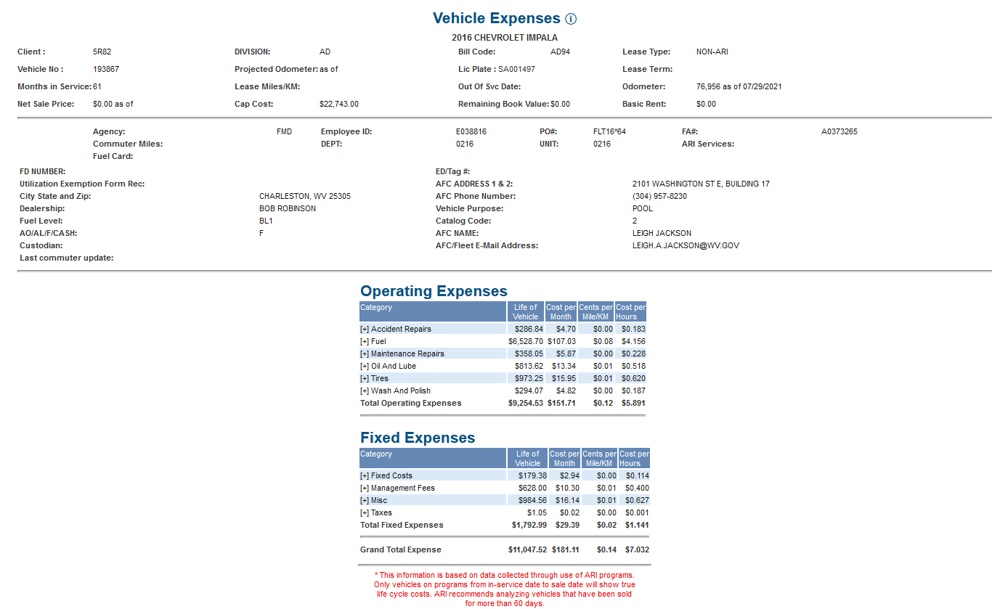 Vehicle Expenses ⓘ
2016 CHEVROLET IMPALA
Client : 5R82 DIVISION: AD Bill Code: AD94 Lease Type: NON-ARI
Vehicle No : 193867 Projected Odometer: as of Lic Plate : SA001497 Lease Term:
Months in Service: 61 Lease Miles/KM: Out Of Svc Date: Odometer: 76,956 as of 07/29/2021
Net Sale Price: $0.00 as of Cap Cost: $22,743.00 Remaining Book Value: $0.00 Basic Rent: $0.00
Agency: FMD Employee ID: E038816 PO#: FLT16*64 FA#: A0373265
Commuter Miles: DEPT: 0216 UNIT: 0216 ARI Services:
Fuel Card:
FD NUMBER: ED/Tag #:
Utilization Exemption Form Rec: AFC ADDRESS 1 & 2: 2101 WASHINGTON ST E, BUILDING 17
City State and Zip: CHARLESTON, WV 25305 AFC Phone Number: (304) 957-8230
Dealership: BOB ROBINSON Vehicle Purpose: POOL
Fuel Level: BL1 Catalog Code: 2
AO/AL/F/CASH: F AFC NAME: LEIGH JACKSON
Custodian: AFC/Fleet E-Mail Address: LEIGH.A.JACKSON@WV.GOV
Last commuter update:
Operating Expenses
Category Life of Vehicle Cost per Month Cents per Mile/KM Cost per Hours
[+] Accident Repairs $286.84 $4.70 $0.00 $0.183
[+] Fuel $6,528.70 $107.03 $0.08 $4.156
[+] Maintenance Repairs $358.05 $5.87 $0.00 $0.228
[+] Oil And Lube $813.62 $13.34 $0.01 $0.518
[+] Tires $973.25 $15.95 $0.01 $0.620
[+] Wash And Polish $294.07 $4.82 $0.00 $0.187
Total Operating Expenses $9,254.53 $151.71 $0.12 $5.891
Fixed Expenses
Category Life of Vehicle Cost per Month Cents per Mile/KM Cost per Hours
[+] Fixed Costs $179.38 $2.94 $0.00 $0.114
[+] Management Fees $628.00 $10.30 $0.01 $0.400
[+] Misc $984.56 $16.14 $0.01 $0.627
[+] Taxes $1.05 $0.02 $0.00 $0.001
Total Fixed Expenses $1,792.99 $29.39 $0.02 $1.141
Grand Total Expense $11,047.52 $181.11 $0.14 $7.032
* This information is based on data collected through use of ARI programs.
Only vehicles on programs from in-service date to sale date will show true
life cycle costs. ARI recommends analyzing vehicles that have been sold
for more than 60 days.